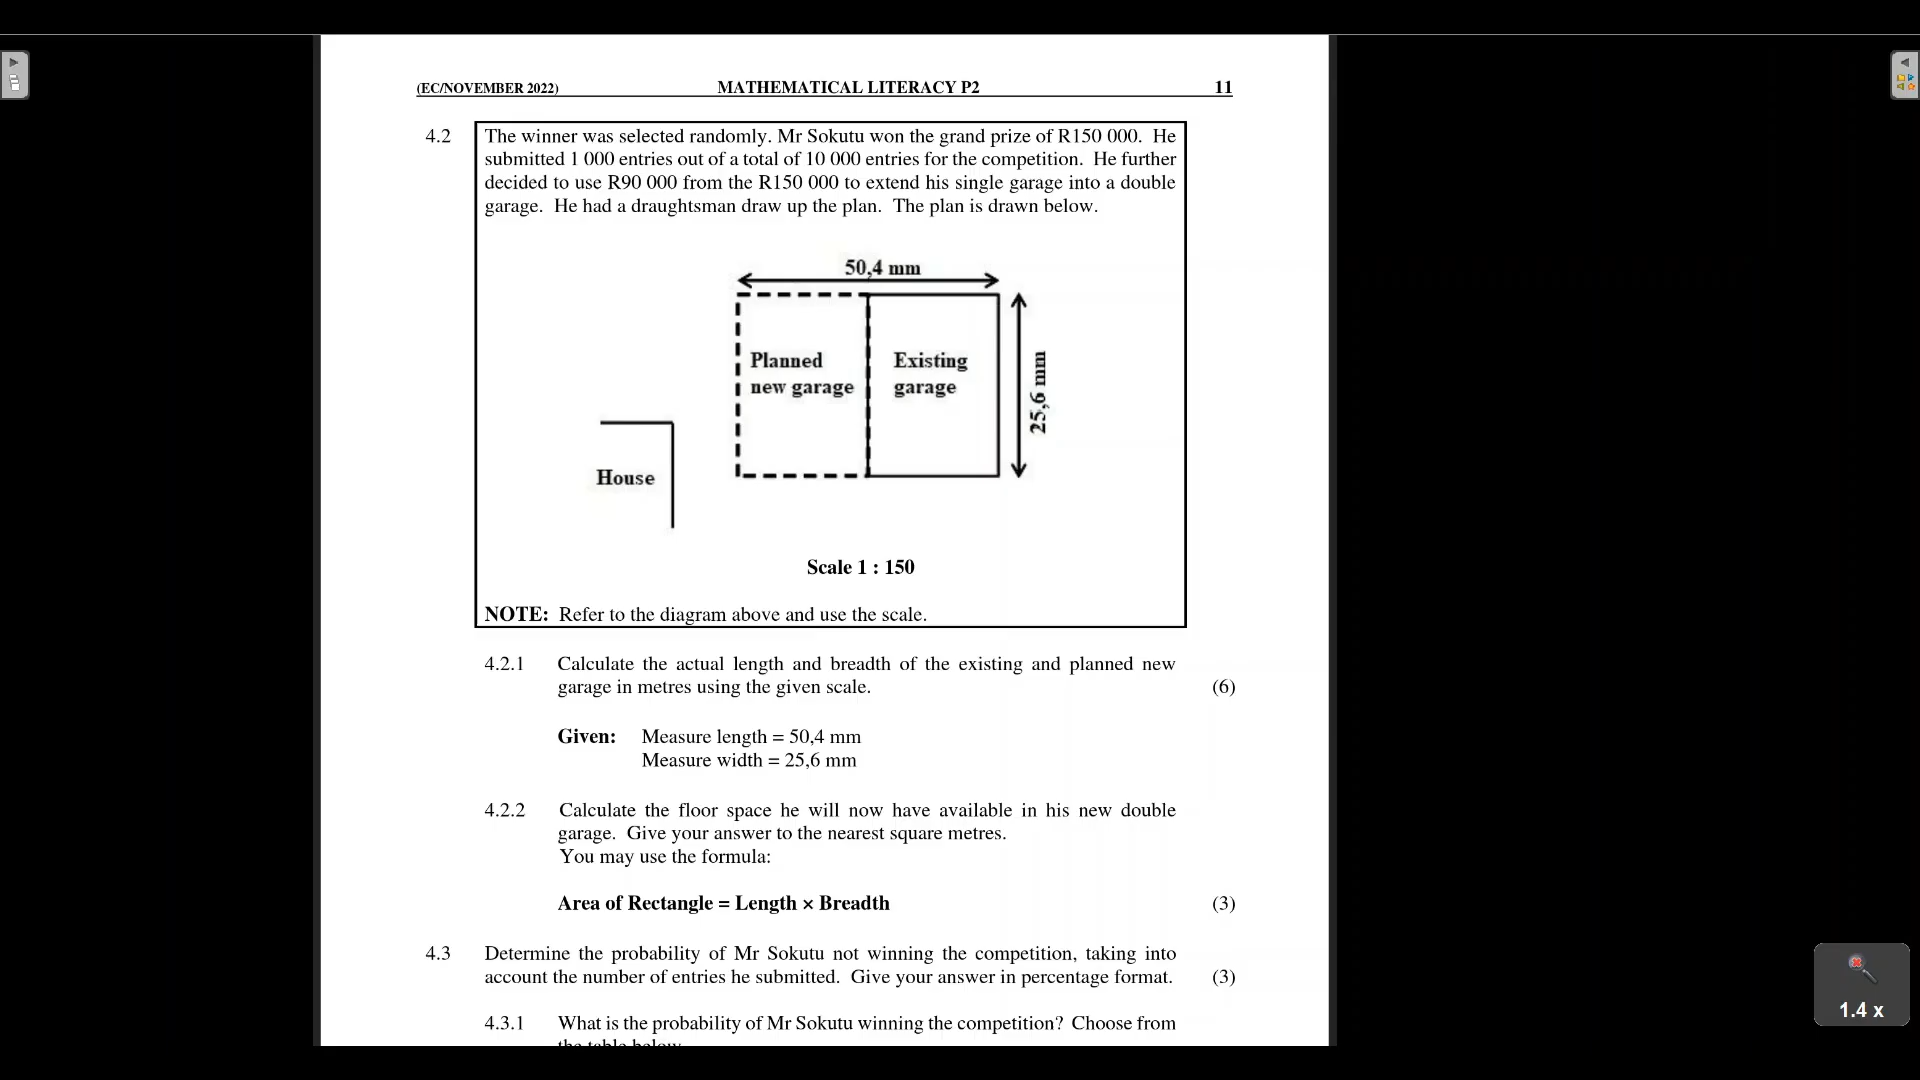 (EC/NOVEMBER 2022) MATHEMATICAL LITERACY P2 11
4.2 The winner was selected randomly. Mr Sokutu won the grand prize of R150 000. He
submitted 1 000 entries out of a total of 10 000 entries for the competition. He further
decided to use R90 000 from the R150 000 to extend his single garage into a double
garage. He had a draughtsman draw up the plan. The plan is drawn below.
50,4 mm
Planned
new garage
Existing
garage
25,6 mm
House
Scale 1 : 150
NOTE: Refer to the diagram above and use the scale.
4.2.1 Calculate the actual length and breadth of the existing and planned new
garage in metres using the given scale. (6)
Given: Measure length = 50,4 mm
Measure width = 25,6 mm
4.2.2 Calculate the floor space he will now have available in his new double
garage. Give your answer to the nearest square metres.
You may use the formula:
Area of Rectangle = Length × Breadth (3)
4.3 Determine the probability of Mr Sokutu not winning the competition, taking into
account the number of entries he submitted. Give your answer in percentage format. (3)
4.3.1 What is the probability of Mr Sokutu winning the competition? Choose from
the table below
1.4 x